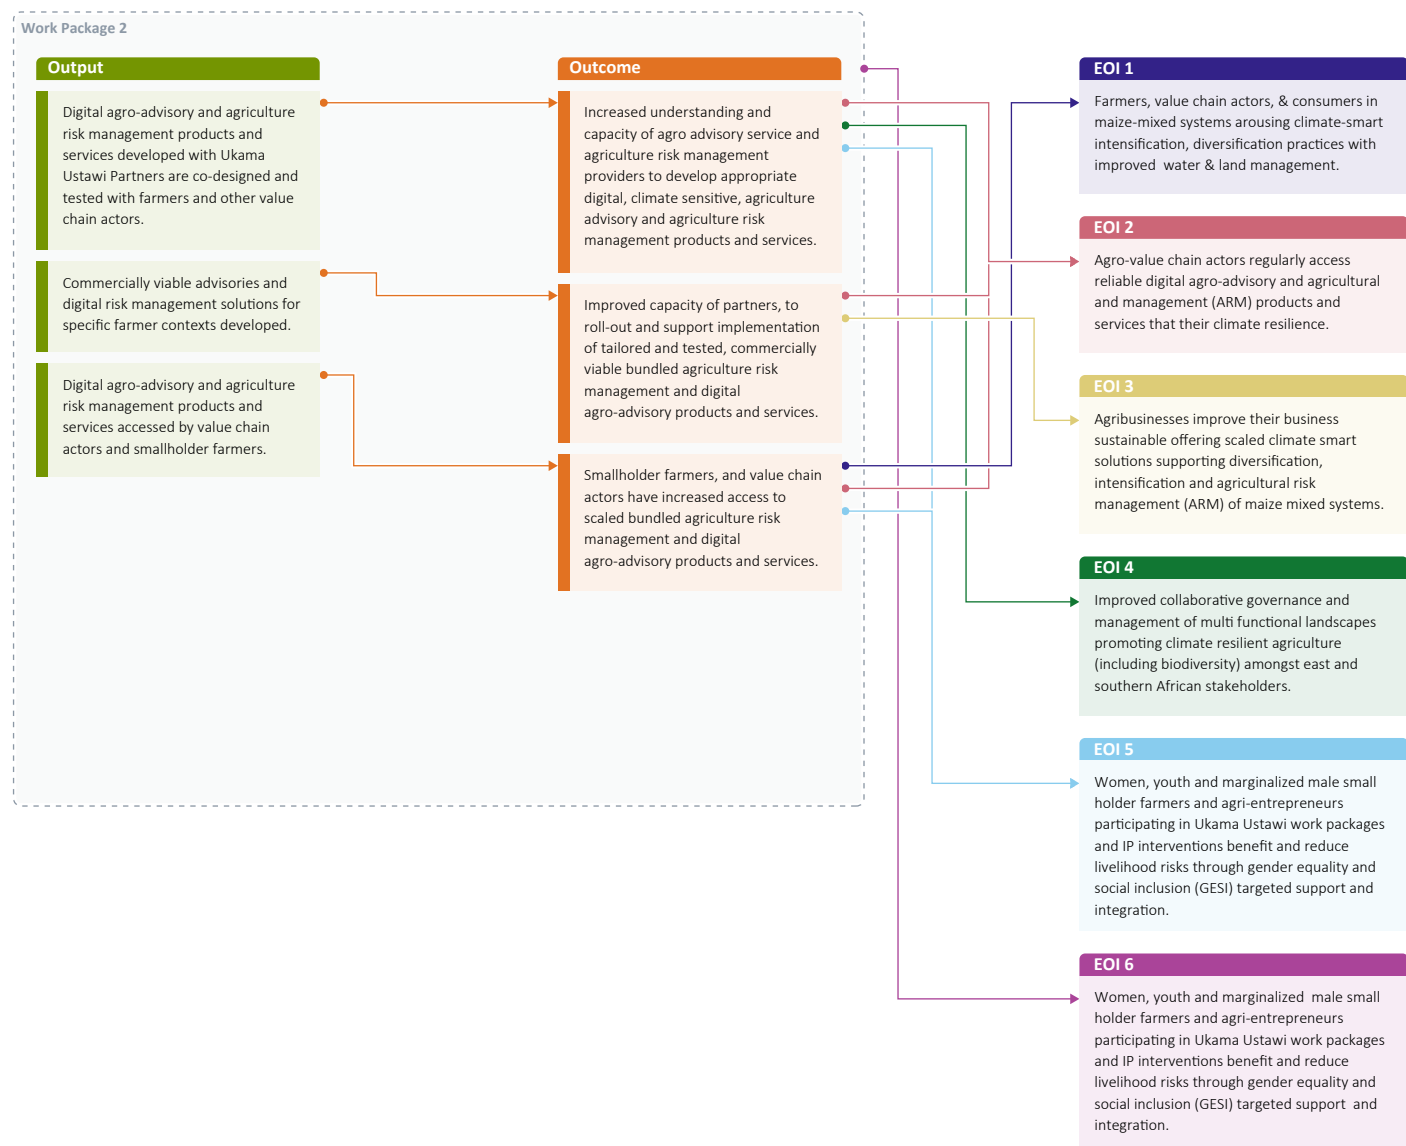 Work Package 2
Output
Digital agro-advisory and agriculture
risk management products and
services developed with Ukama
Ustawi Partners are co-designed and
tested with farmers and other value
chain actors.
Commercially viable advisories and
digital risk management solutions for
specific farmer contexts developed.
Digital agro-advisory and agriculture
risk management products and
services accessed by value chain
actors and smallholder farmers.
Outcome
Increased understanding and
capacity of agro advisory service and
agriculture risk management
providers to develop appropriate
digital, climate sensitive, agriculture
advisory and agriculture risk
management products and services.
Improved capacity of partners, to
roll-out and support implementation
of tailored and tested, commercially
viable bundled agriculture risk
management and digital
agro-advisory products and services.
Smallholder farmers, and value chain
actors have increased access to
scaled bundled agriculture risk
management and digital
agro-advisory products and services.
EOI 1
Farmers, value chain actors, & consumers in
maize-mixed systems arousing climate-smart
intensification, diversification practices with
improved water & land management.
EOI 2
Agro-value chain actors regularly access
reliable digital agro-advisory and agricultural
and management (ARM) products and
services that their climate resilience.
EOI 3
Agribusinesses improve their business
sustainable offering scaled climate smart
solutions supporting diversification,
intensification and agricultural risk
management (ARM) of maize mixed systems.
EOI 4
Improved collaborative governance and
management of multi functional landscapes
promoting climate resilient agriculture
(including biodiversity) amongst east and
southern African stakeholders.
EOI 5
Women, youth and marginalized male small
holder farmers and agri-entrepreneurs
participating in Ukama Ustawi work packages
and IP interventions benefit and reduce
livelihood risks through gender equality and
social inclusion (GESI) targeted support and
integration.
EOI 6
Women, youth and marginalized male small
holder farmers and agri-entrepreneurs
participating in Ukama Ustawi work packages
and IP interventions benefit and reduce
livelihood risks through gender equality and
social inclusion (GESI) targeted support and
integration.